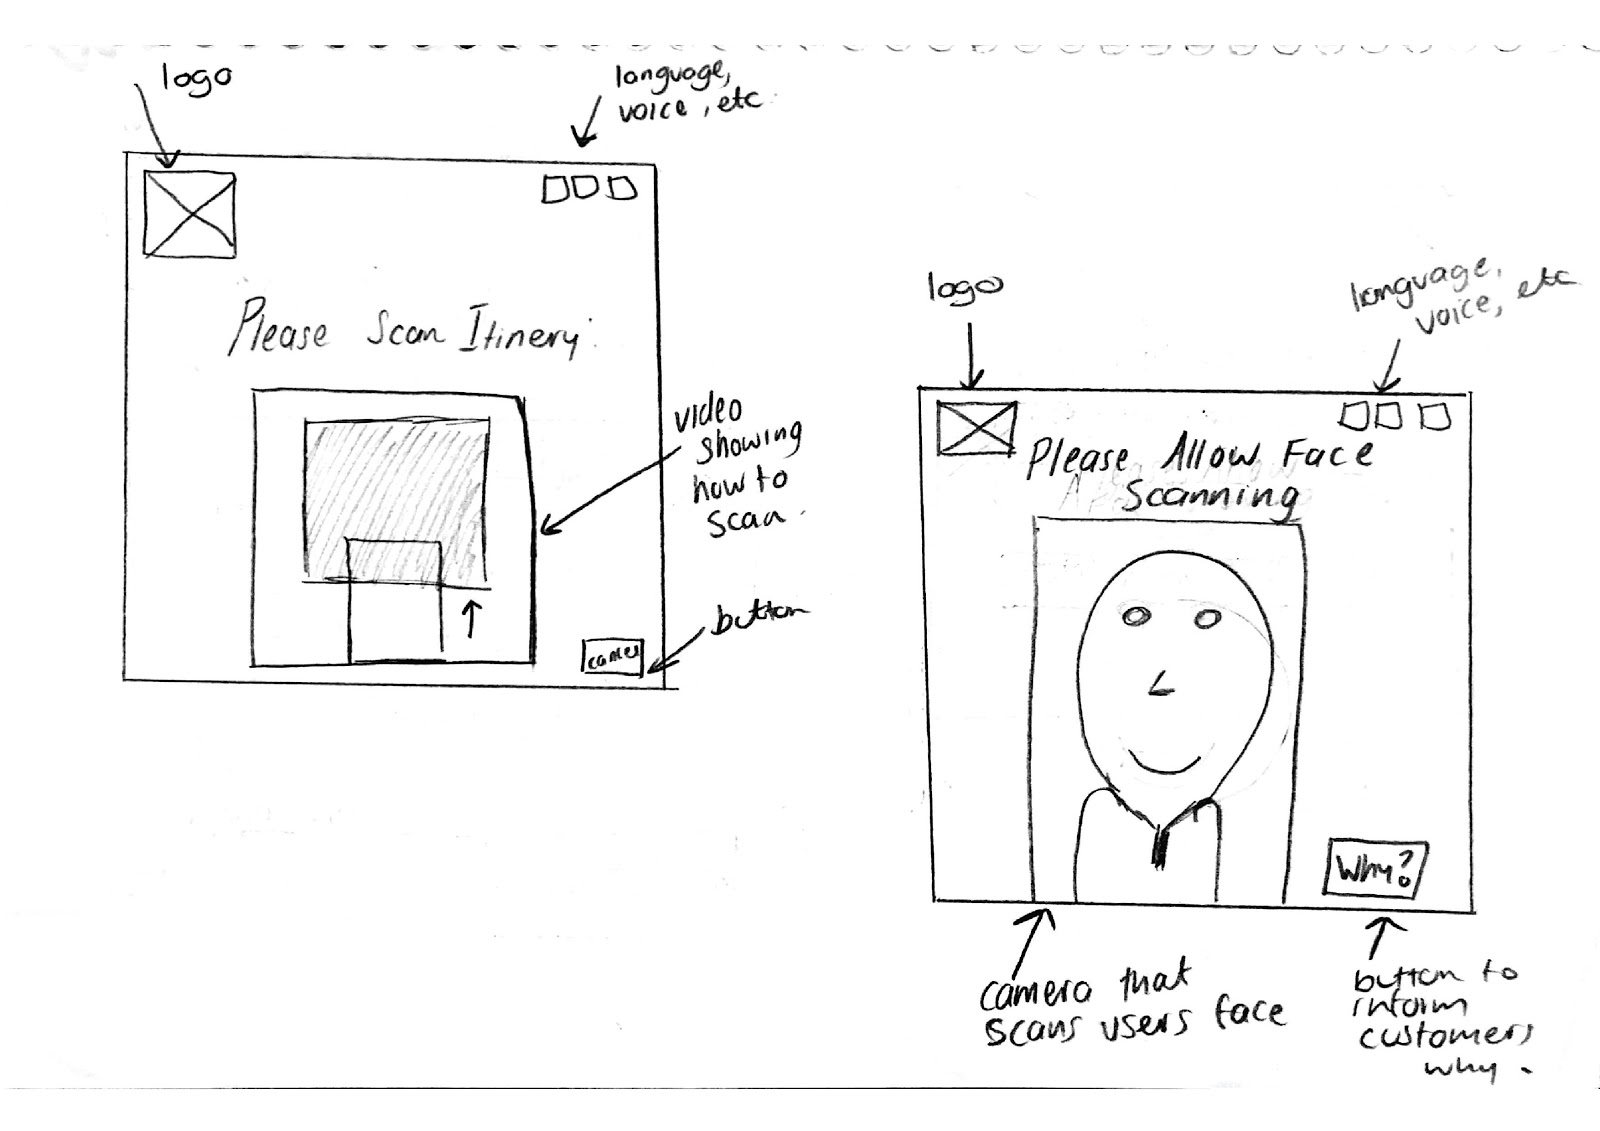 logo
language,
voice, etc.
Please Scan Itinery:
video
showing
how to
scan.
button
cancel
logo
language,
voice, etc
Please Allow Face
Scanning
Why?
camera that
scans users face
button to
inform
customers
why.